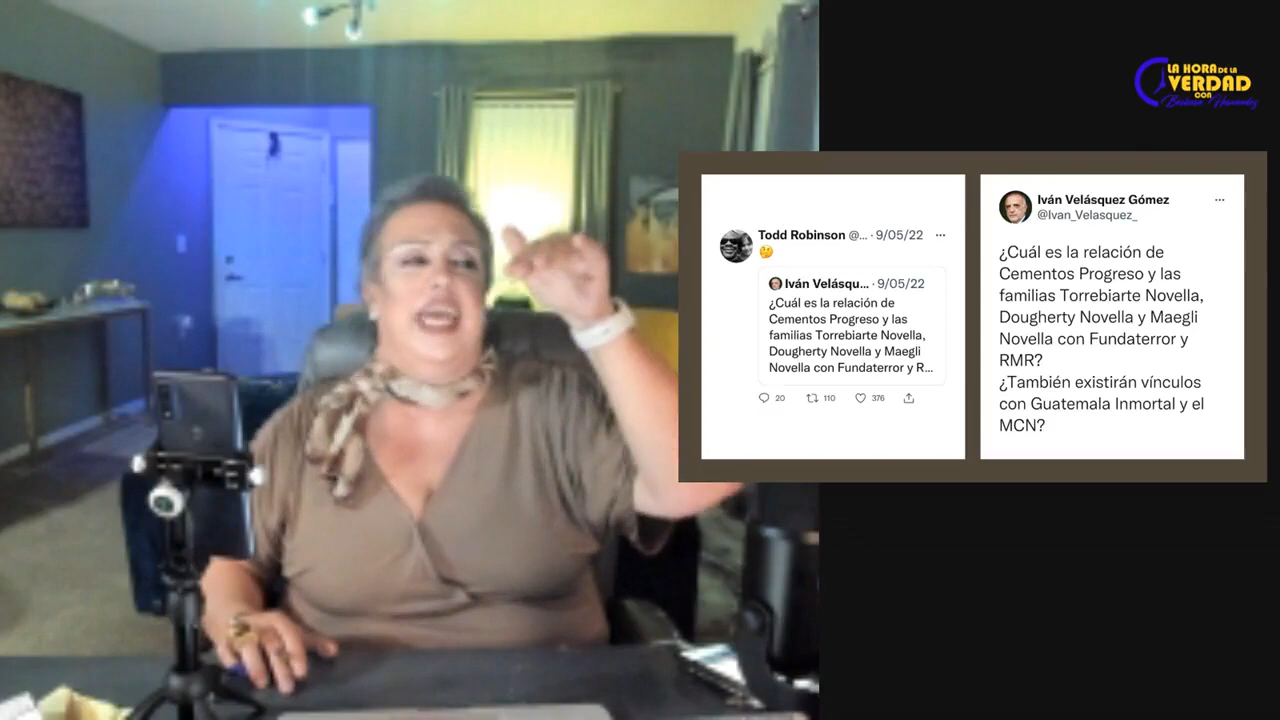 LA HORA DE LA
VERDAD
CON
Todd Robinson @... · 9/05/22 ...
🤔
Iván Velásqu... · 9/05/22
¿Cuál es la relación de
Cementos Progreso y las
familias Torrebiarte Novella,
Dougherty Novella y Maegli
Novella con Fundaterror y R...
20 110 376
Iván Velásquez Gómez ...
@Ivan_Velasquez_
¿Cuál es la relación de
Cementos Progreso y las
familias Torrebiarte Novella,
Dougherty Novella y Maegli
Novella con Fundaterror y
RMR?
¿También existirán vínculos
con Guatemala Inmortal y el
MCN?